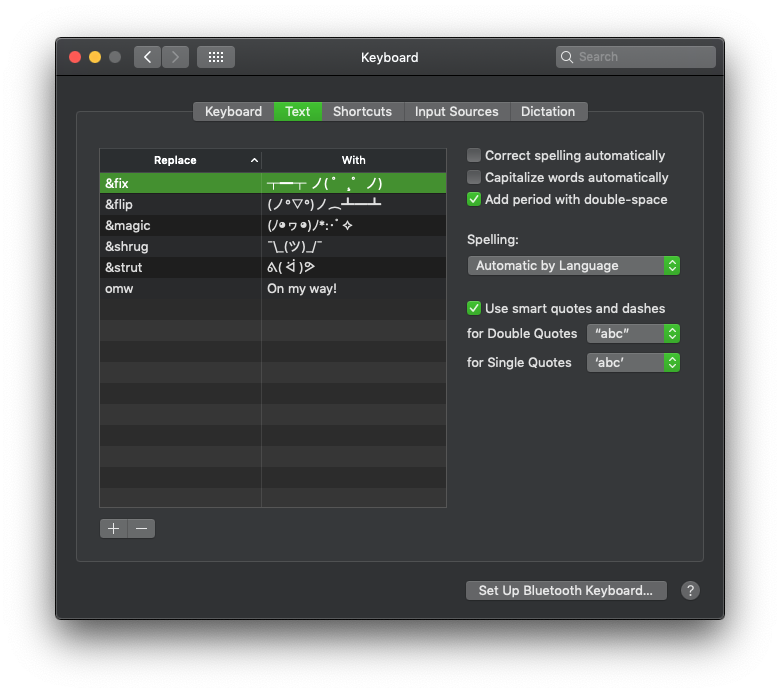 Keyboard
Search
Keyboard Text Shortcuts Input Sources Dictation
Replace With
&fix ┬━┬ ノ( ゜¸゜ノ)
&flip (ノ°▽°)ノ︵┻━┻
&magic (ﾉ◕ヮ◕)ﾉ*:･ﾟ✧
&shrug ¯\_(ツ)_/¯
&strut ᕕ( ᐛ )ᕗ
omw On my way!
Correct spelling automatically
Capitalize words automatically
Add period with double-space
Spelling:
Automatic by Language
Use smart quotes and dashes
for Double Quotes “abc”
for Single Quotes ‘abc’
Set Up Bluetooth Keyboard... ?